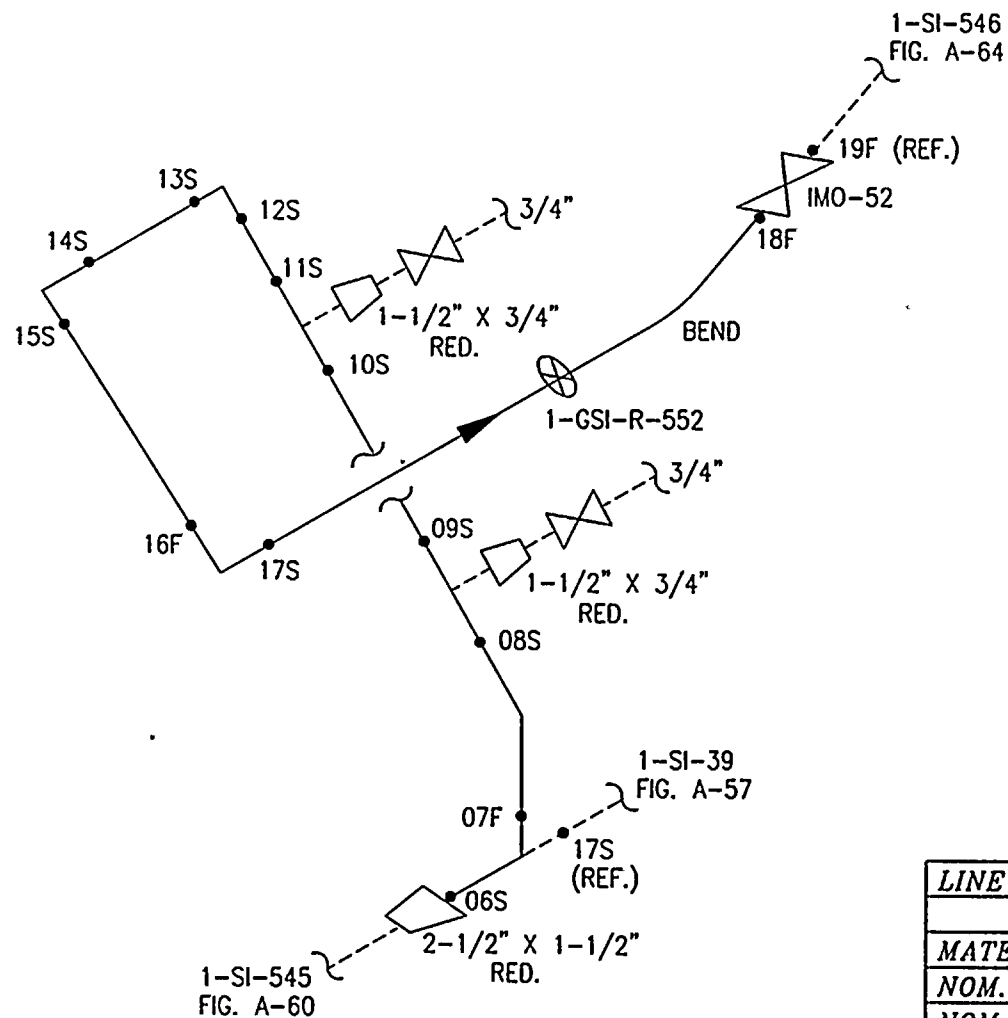 1-SI-546
FIG. A-64
19F (REF.)
IMO-52
18F
13S
12S
3/4"
14S
11S
1-1/2" X 3/4"
RED.
15S
BEND
10S
1-GSI-R-552
3/4"
09S
16F
17S
1-1/2" X 3/4"
RED.
08S
1-SI-39
FIG. A-57
07F
17S
(REF.)
06S
2-1/2" X 1-1/2"
RED.
1-SI-545
FIG. A-60
LINE
MATE
NOM.